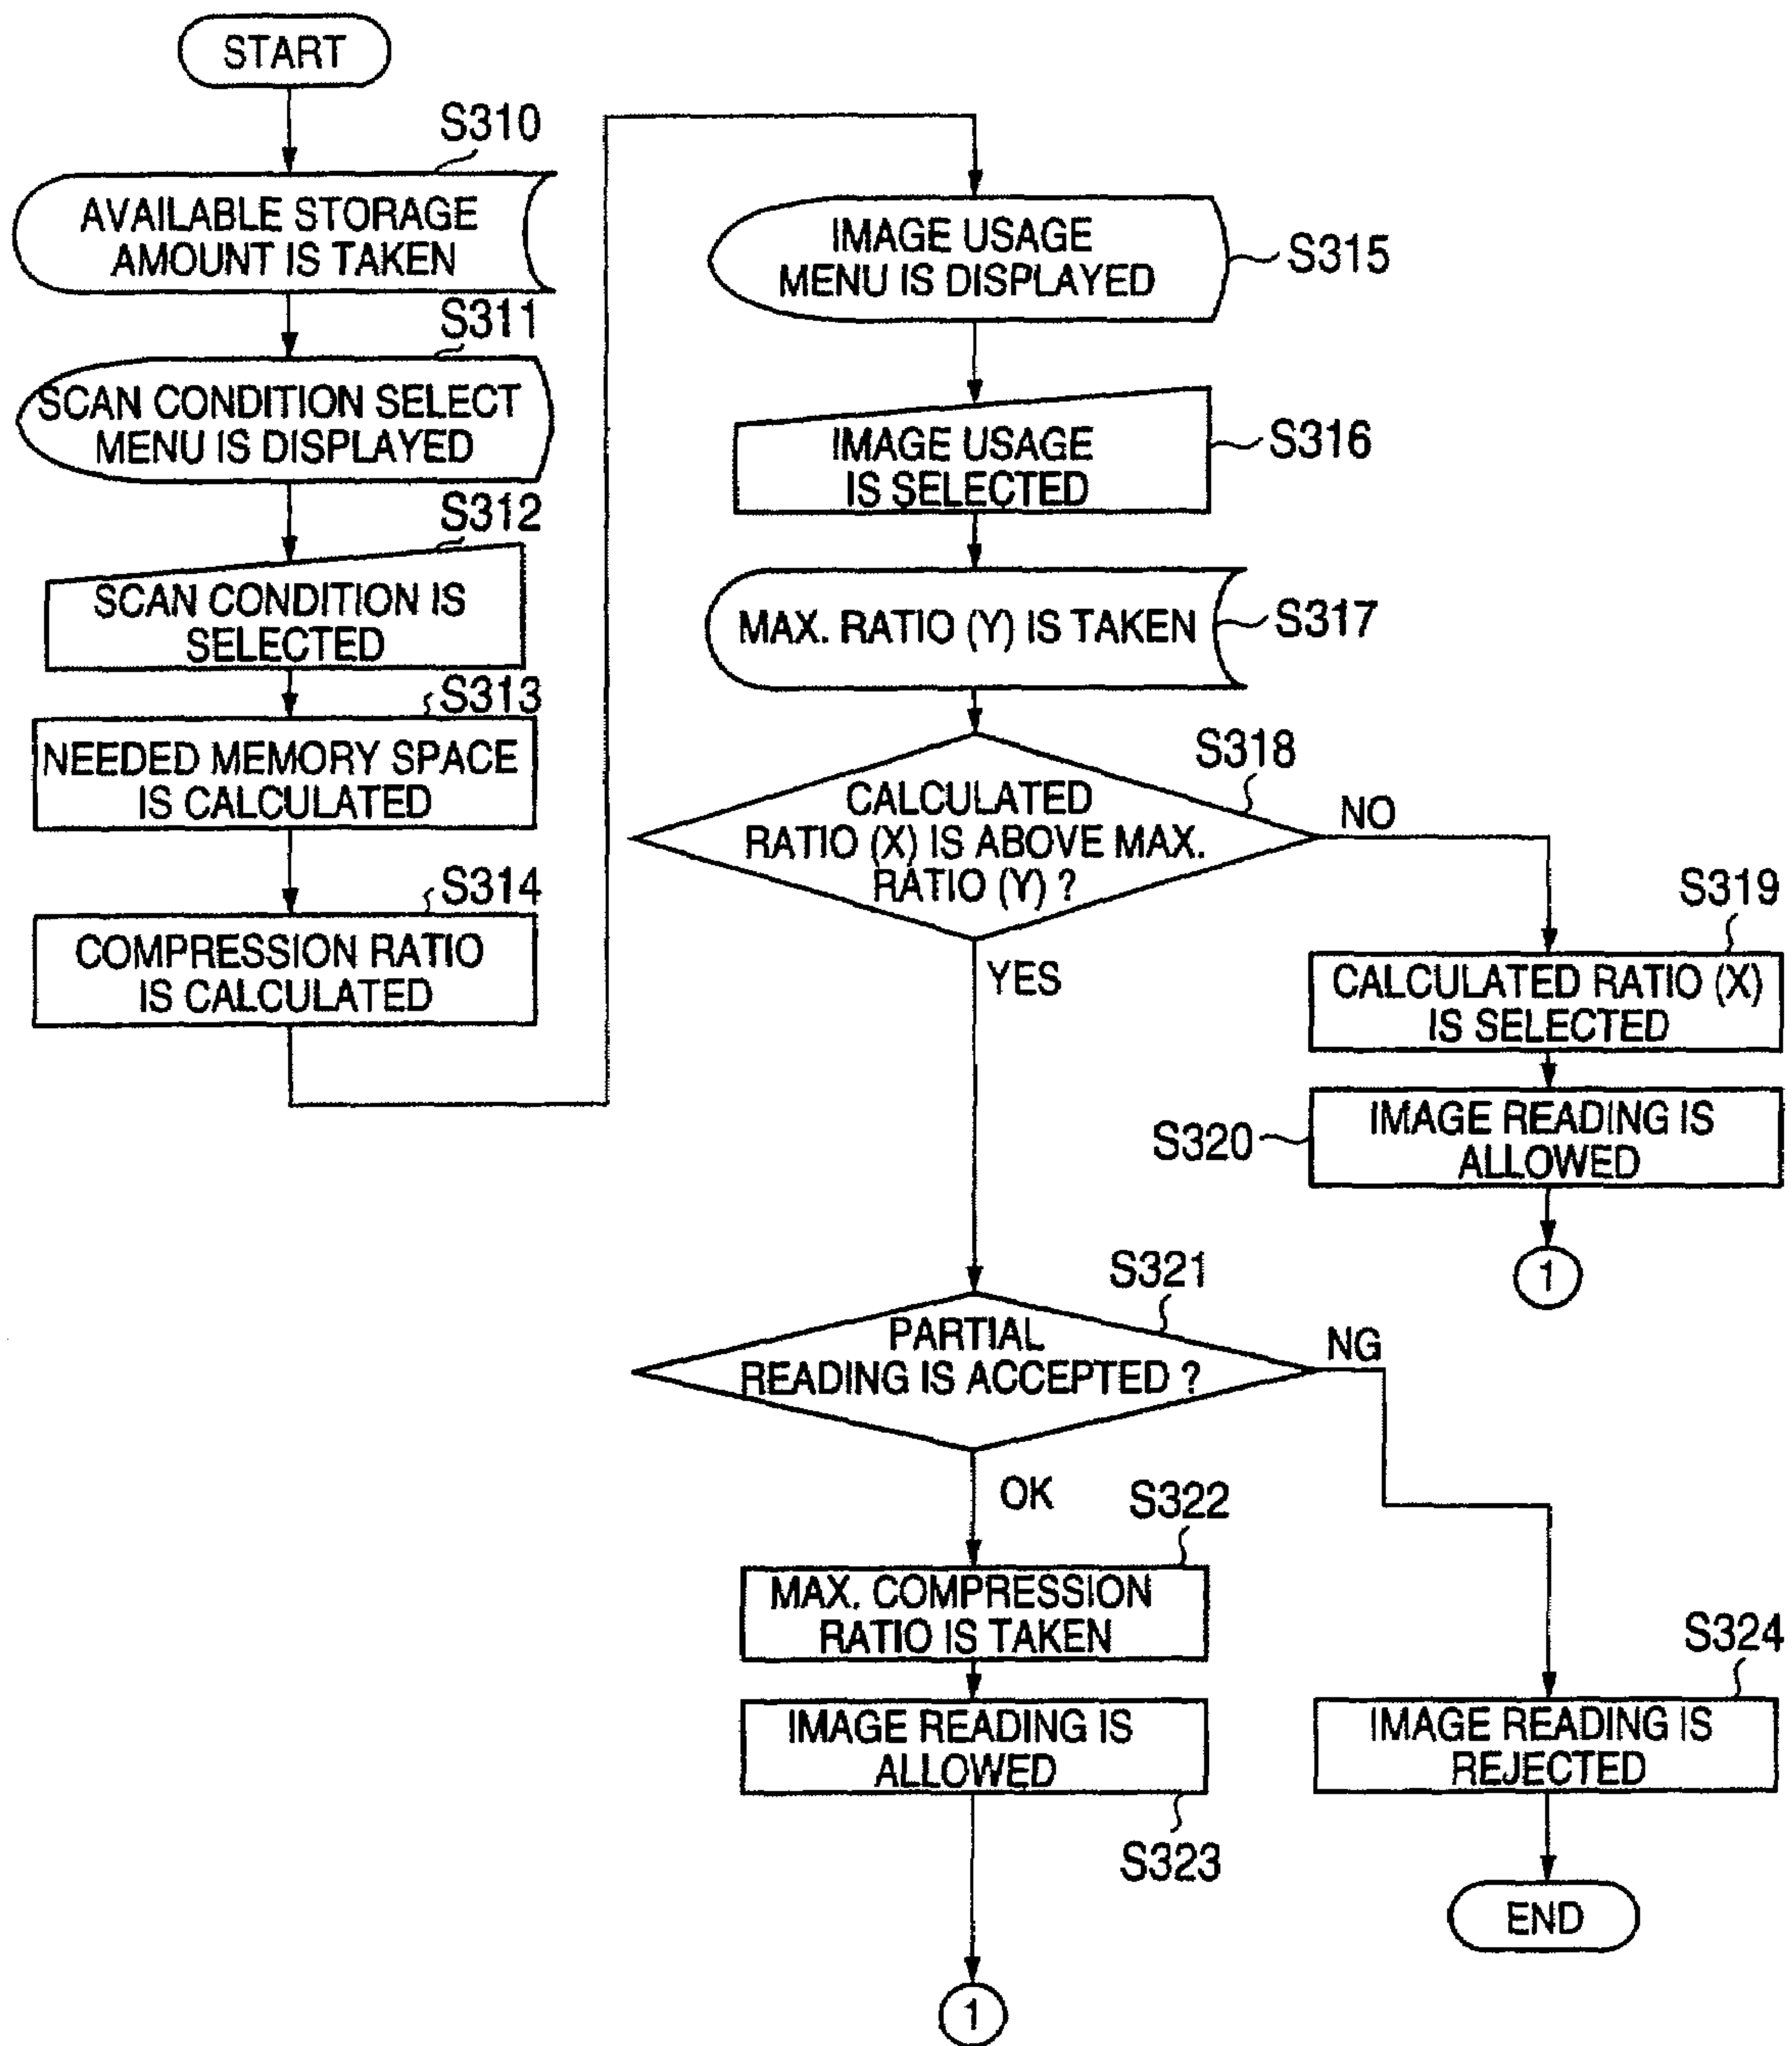 START
S310
AVAILABLE STORAGE
AMOUNT IS TAKEN
S311
SCAN CONDITION SELECT
MENU IS DISPLAYED
S312
SCAN CONDITION IS
SELECTED
S313
NEEDED MEMORY SPACE
IS CALCULATED
S314
COMPRESSION RATIO
IS CALCULATED
IMAGE USAGE
MENU IS DISPLAYED
S315
IMAGE USAGE
IS SELECTED
S316
MAX. RATIO (Y) IS TAKEN
S317
S318
CALCULATED
RATIO (X) IS ABOVE MAX.
RATIO (Y) ?
NO
YES
S319
CALCULATED RATIO (X)
IS SELECTED
S320
IMAGE READING IS
ALLOWED
1
S321
PARTIAL
READING IS ACCEPTED ?
NG
OK
S322
MAX. COMPRESSION
RATIO IS TAKEN
IMAGE READING IS
ALLOWED
S323
1
S324
IMAGE READING IS
REJECTED
END